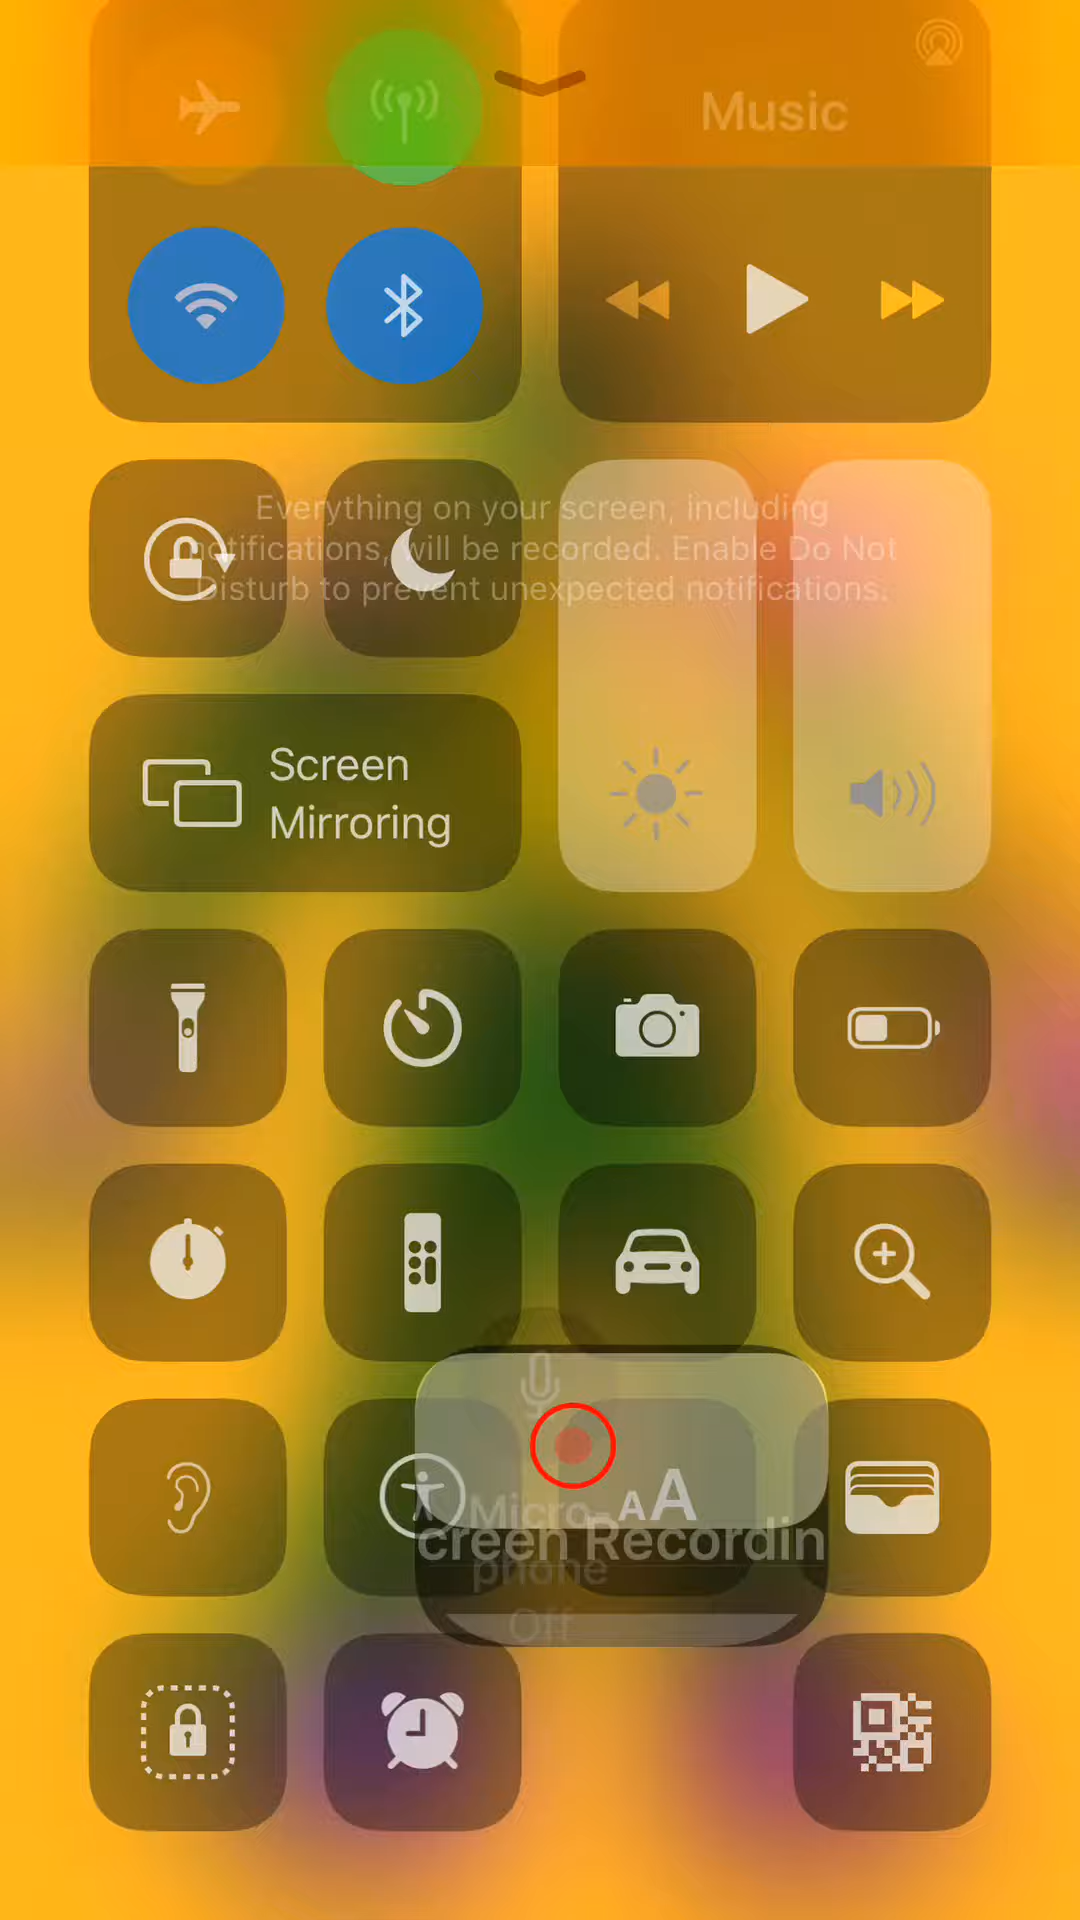 Music
Everything on your screen, including
notifications, will be recorded. Enable Do Not
Disturb to prevent unexpected notifications.
Screen
Mirroring
AA
Micro-
creen Recordin
phone
Off